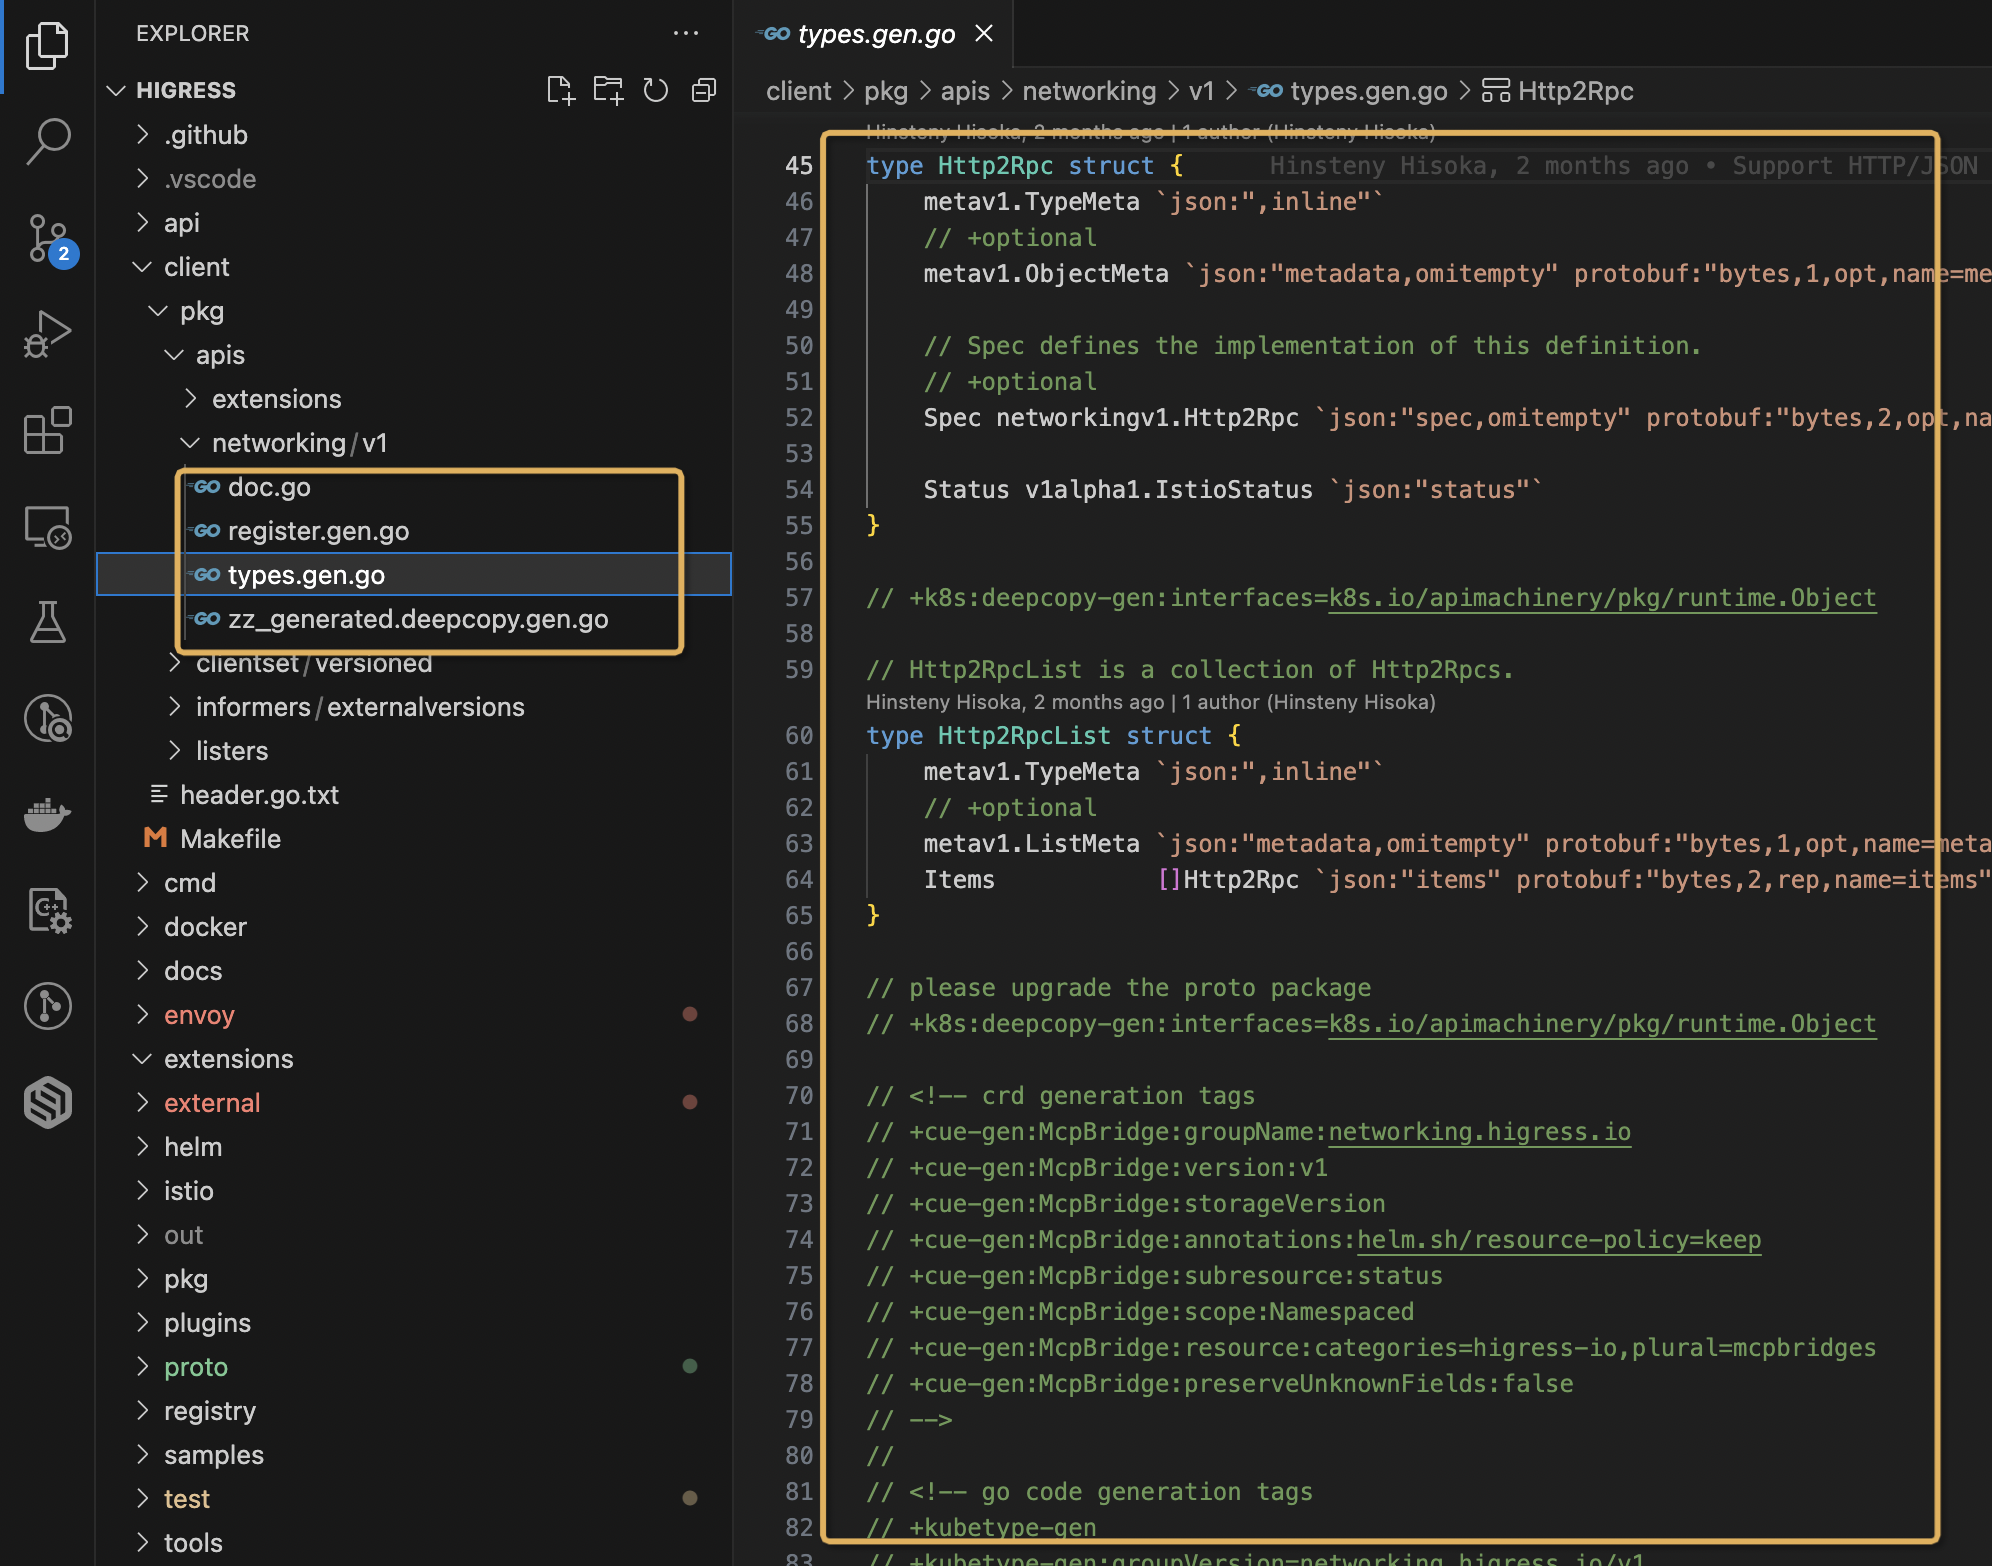 EXPLORER
HIGRESS
.github
.vscode
api
client
pkg
apis
extensions
networking/v1
doc.go
register.gen.go
types.gen.go
zz_generated.deepcopy.gen.go
clientset/versioned
informers/externalversions
listers
header.go.txt
Makefile
cmd
docker
docs
envoy
extensions
external
helm
istio
out
pkg
plugins
proto
registry
samples
test
tools
2
types.gen.go
client > pkg > apis > networking > v1 > types.gen.go > Http2Rpc
Hinsteny Hisoka, 2 months ago | 1 author (Hinsteny Hisoka)
45 type Http2Rpc struct { Hinsteny Hisoka, 2 months ago • Support HTTP/JSON
46 metav1.TypeMeta `json:",inline"`
47 // +optional
48 metav1.ObjectMeta `json:"metadata,omitempty" protobuf:"bytes,1,opt,name=me
49
50 // Spec defines the implementation of this definition.
51 // +optional
52 Spec networkingv1.Http2Rpc `json:"spec,omitempty" protobuf:"bytes,2,opt,na
53
54 Status v1alpha1.IstioStatus `json:"status"`
55 }
56
57 // +k8s:deepcopy-gen:interfaces=k8s.io/apimachinery/pkg/runtime.Object
58
59 // Http2RpcList is a collection of Http2Rpcs.
Hinsteny Hisoka, 2 months ago | 1 author (Hinsteny Hisoka)
60 type Http2RpcList struct {
61 metav1.TypeMeta `json:",inline"`
62 // +optional
63 metav1.ListMeta `json:"metadata,omitempty" protobuf:"bytes,1,opt,name=meta
64 Items []Http2Rpc `json:"items" protobuf:"bytes,2,rep,name=items"
65 }
66
67 // please upgrade the proto package
68 // +k8s:deepcopy-gen:interfaces=k8s.io/apimachinery/pkg/runtime.Object
69
70 // <!-- crd generation tags
71 // +cue-gen:McpBridge:groupName:networking.higress.io
72 // +cue-gen:McpBridge:version:v1
73 // +cue-gen:McpBridge:storageVersion
74 // +cue-gen:McpBridge:annotations:helm.sh/resource-policy=keep
75 // +cue-gen:McpBridge:subresource:status
76 // +cue-gen:McpBridge:scope:Namespaced
77 // +cue-gen:McpBridge:resource:categories=higress-io,plural=mcpbridges
78 // +cue-gen:McpBridge:preserveUnknownFields:false
79 // -->
80 //
81 // <!-- go code generation tags
82 // +kubetype-gen
83 // +kubetype-gen:groupVersion=networking.higress.io/v1